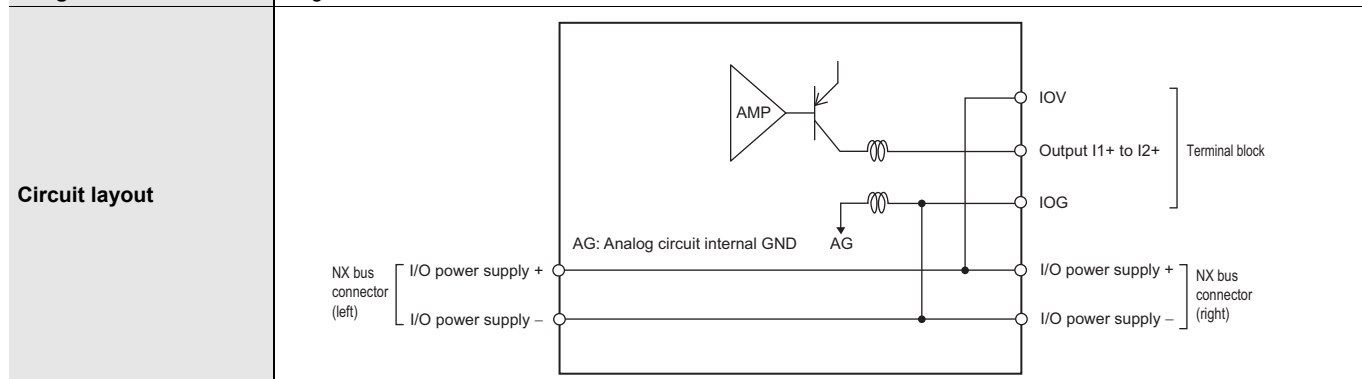 Circuit layout
AMP
IOV
Output I1+ to I2+
Terminal block
IOG
AG: Analog circuit internal GND
AG
NX bus
connector
(left)
I/O power supply +
I/O power supply –
I/O power supply +
I/O power supply –
NX bus
connector
(right)